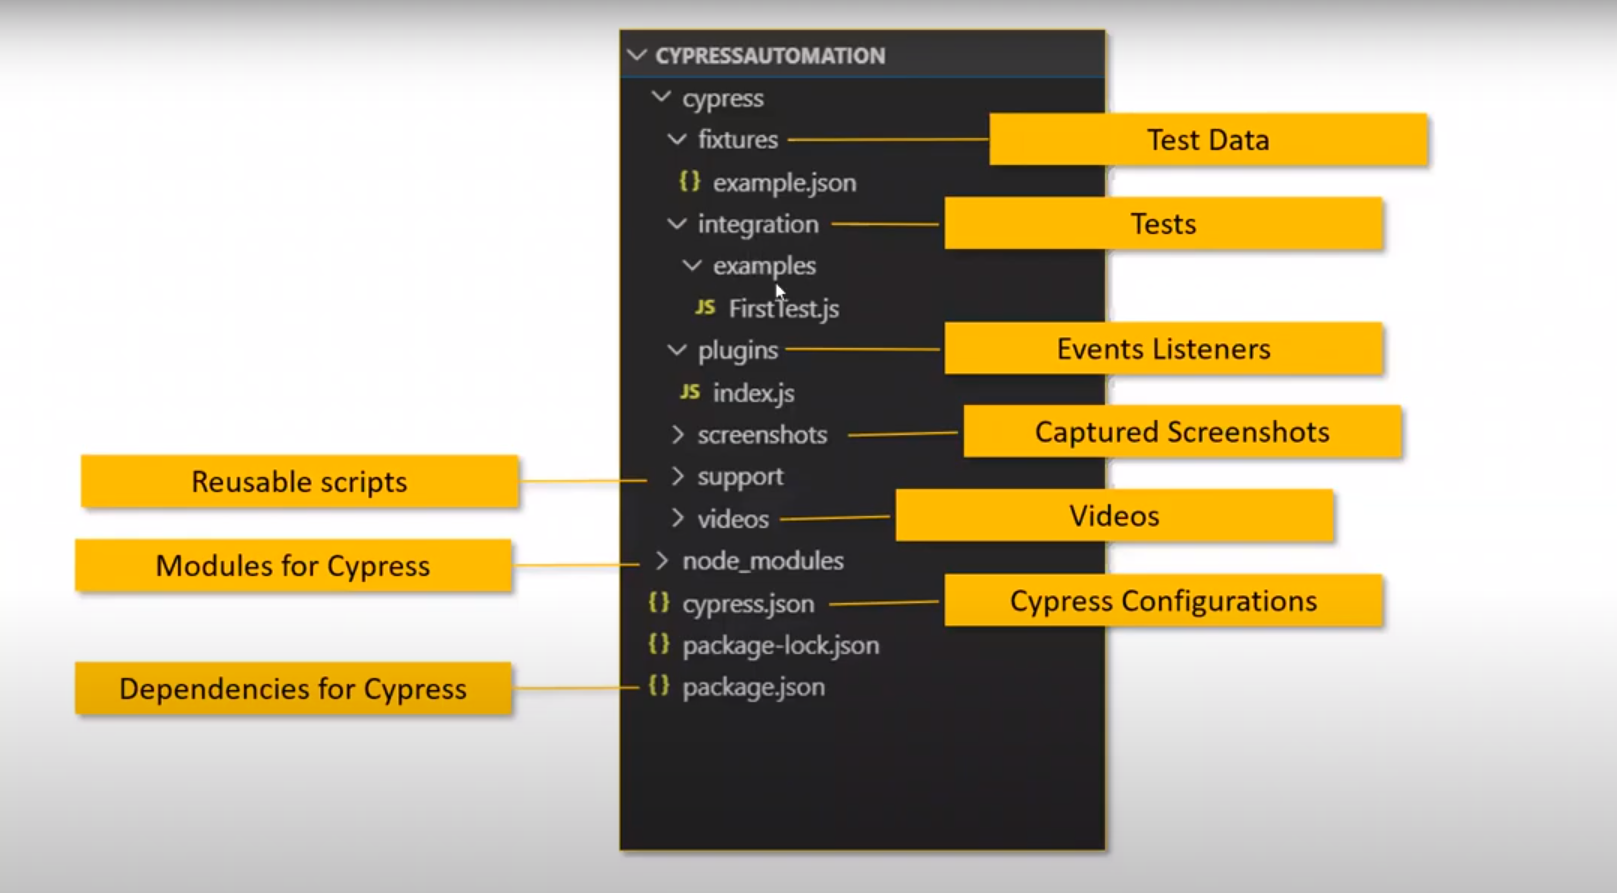 CYPRESSAUTOMATION
cypress
fixtures
Test Data
{} example.json
integration
Tests
examples
JS FirstTest.js
plugins
Events Listeners
JS index.js
screenshots
Captured Screenshots
Reusable scripts
support
videos
Videos
Modules for Cypress
node_modules
{} cypress.json
Cypress Configurations
{} package-lock.json
Dependencies for Cypress
{} package.json